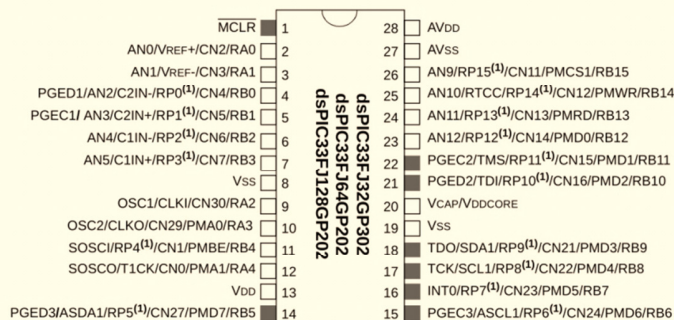 MCLR 1
AN0/VREF+/CN2/RA0 2
AN1/VREF-/CN3/RA1 3
PGED1/AN2/C2IN-/RP0(1)/CN4/RB0 4
PGEC1/ AN3/C2IN+/RP1(1)/CN5/RB1 5
AN4/C1IN-/RP2(1)/CN6/RB2 6
AN5/C1IN+/RP3(1)/CN7/RB3 7
VSS 8
OSC1/CLKI/CN30/RA2 9
OSC2/CLKO/CN29/PMA0/RA3 10
SOSCI/RP4(1)/CN1/PMBE/RB4 11
SOSCO/T1CK/CN0/PMA1/RA4 12
VDD 13
PGED3/ASDA1/RP5(1)/CN27/PMD7/RB5 14
dsPIC33FJ32GP302
dsPIC33FJ64GP202
dsPIC33FJ128GP202
28 AVDD
27 AVSS
26 AN9/RP15(1)/CN11/PMCS1/RB15
25 AN10/RTCC/RP14(1)/CN12/PMWR/RB14
24 AN11/RP13(1)/CN13/PMRD/RB13
23 AN12/RP12(1)/CN14/PMD0/RB12
22 PGEC2/TMS/RP11(1)/CN15/PMD1/RB11
21 PGED2/TDI/RP10(1)/CN16/PMD2/RB10
20 VCAP/VDDCORE
19 VSS
18 TDO/SDA1/RP9(1)/CN21/PMD3/RB9
17 TCK/SCL1/RP8(1)/CN22/PMD4/RB8
16 INT0/RP7(1)/CN23/PMD5/RB7
15 PGEC3/ASCL1/RP6(1)/CN24/PMD6/RB6